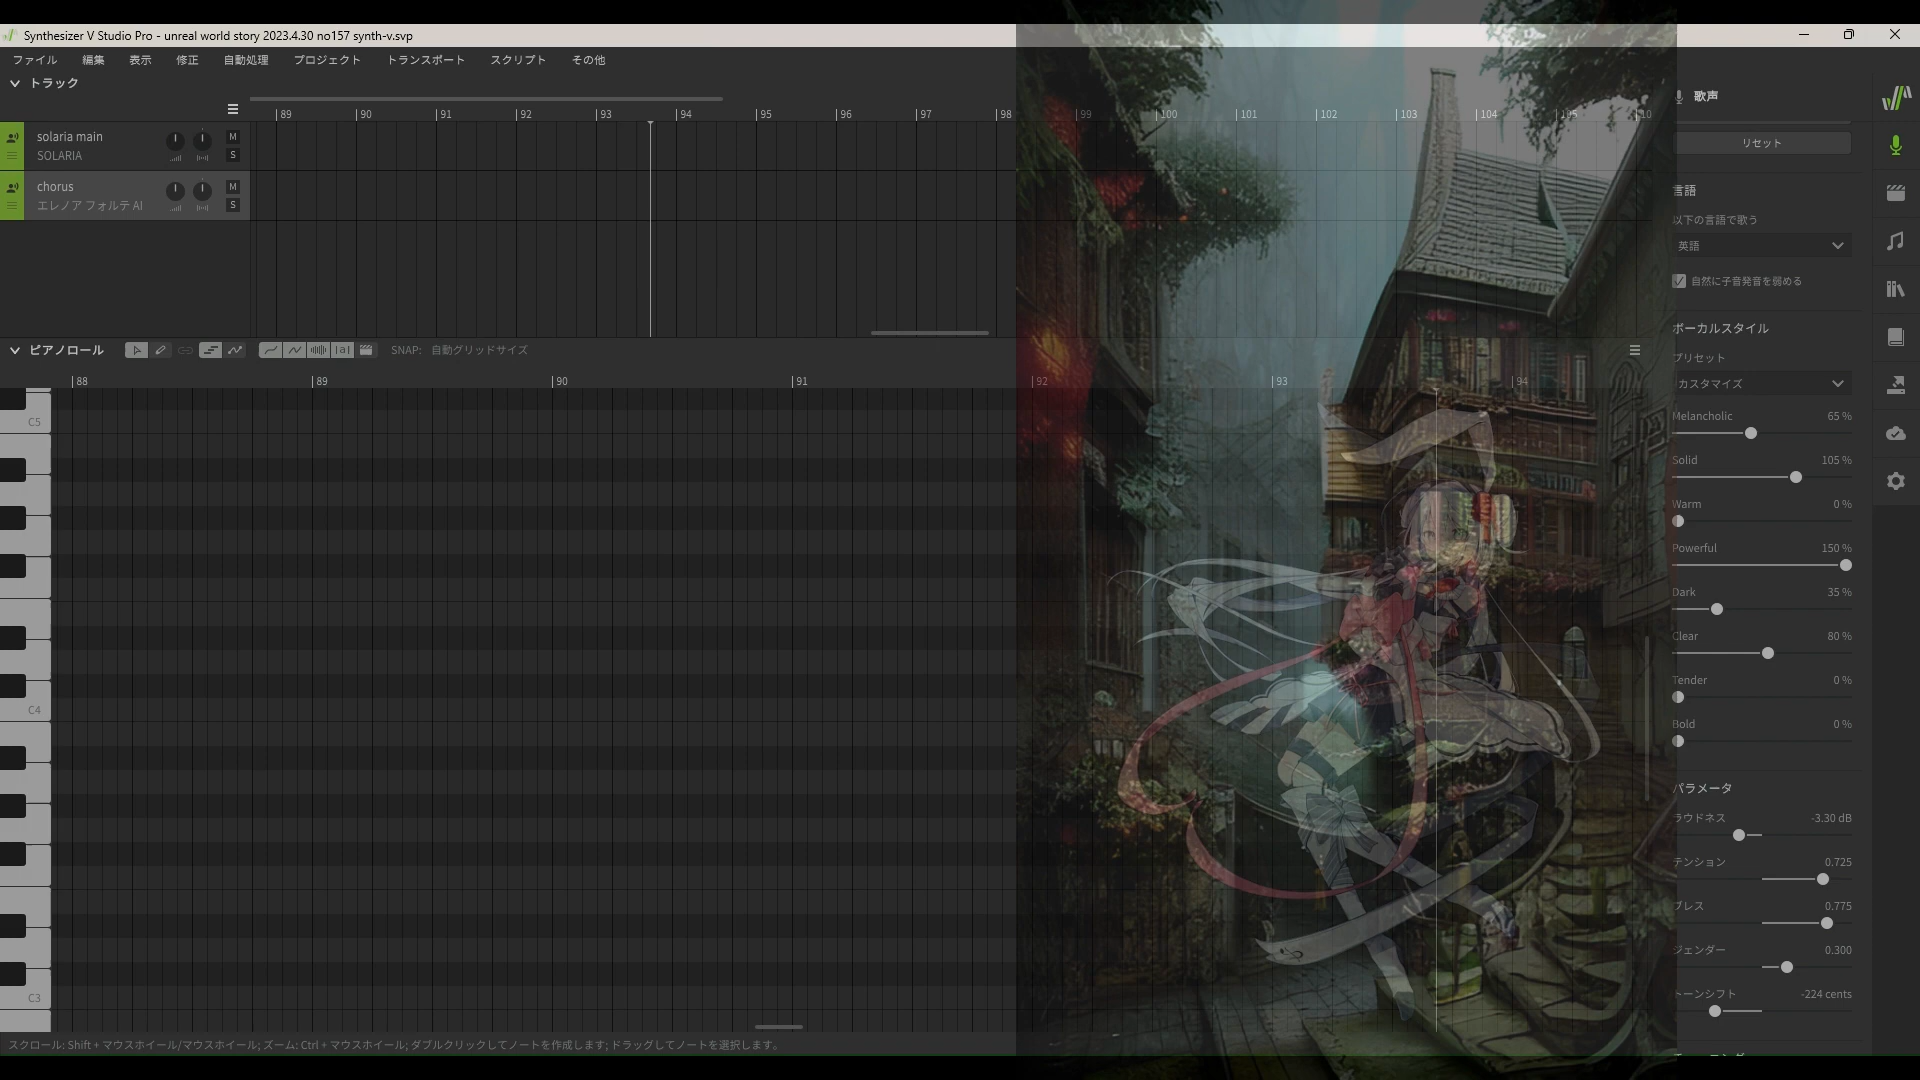 Synthesizer V Studio Pro - unreal world story 2023.4.30 no157 synth-v.svp
ファイル 編集 表示 修正 自動処理 プロジェクト トランスポート スクリプト その他
トラック
89 90 91 92 93 94 95 96 97 98 99 100 101 102 103 104 105 10
solaria main
M
SOLARIA
S
chorus
M
エレノア フォルテ AI
S
ピアノロール
SNAP: 自動グリッドサイズ
88 89 90 91 92 93 94
C5
C4
C3
スクロール: Shift + マウスホイール/マウスホイール; ズーム: Ctrl + マウスホイール; ダブルクリックしてノートを作成します; ドラッグしてノートを選択します。
歌声
リセット
言語
以下の言語で歌う
英語
自然に子音発音を弱める
ボーカルスタイル
プリセット
カスタマイズ
Melancholic 65 %
Solid 105 %
Warm 0 %
Powerful 150 %
Dark 35 %
Clear 80 %
Tender 0 %
Bold 0 %
パラメータ
ラウドネス -3.30 dB
テンション 0.725
ブレス 0.775
ジェンダー 0.300
トーンシフト -224 cents